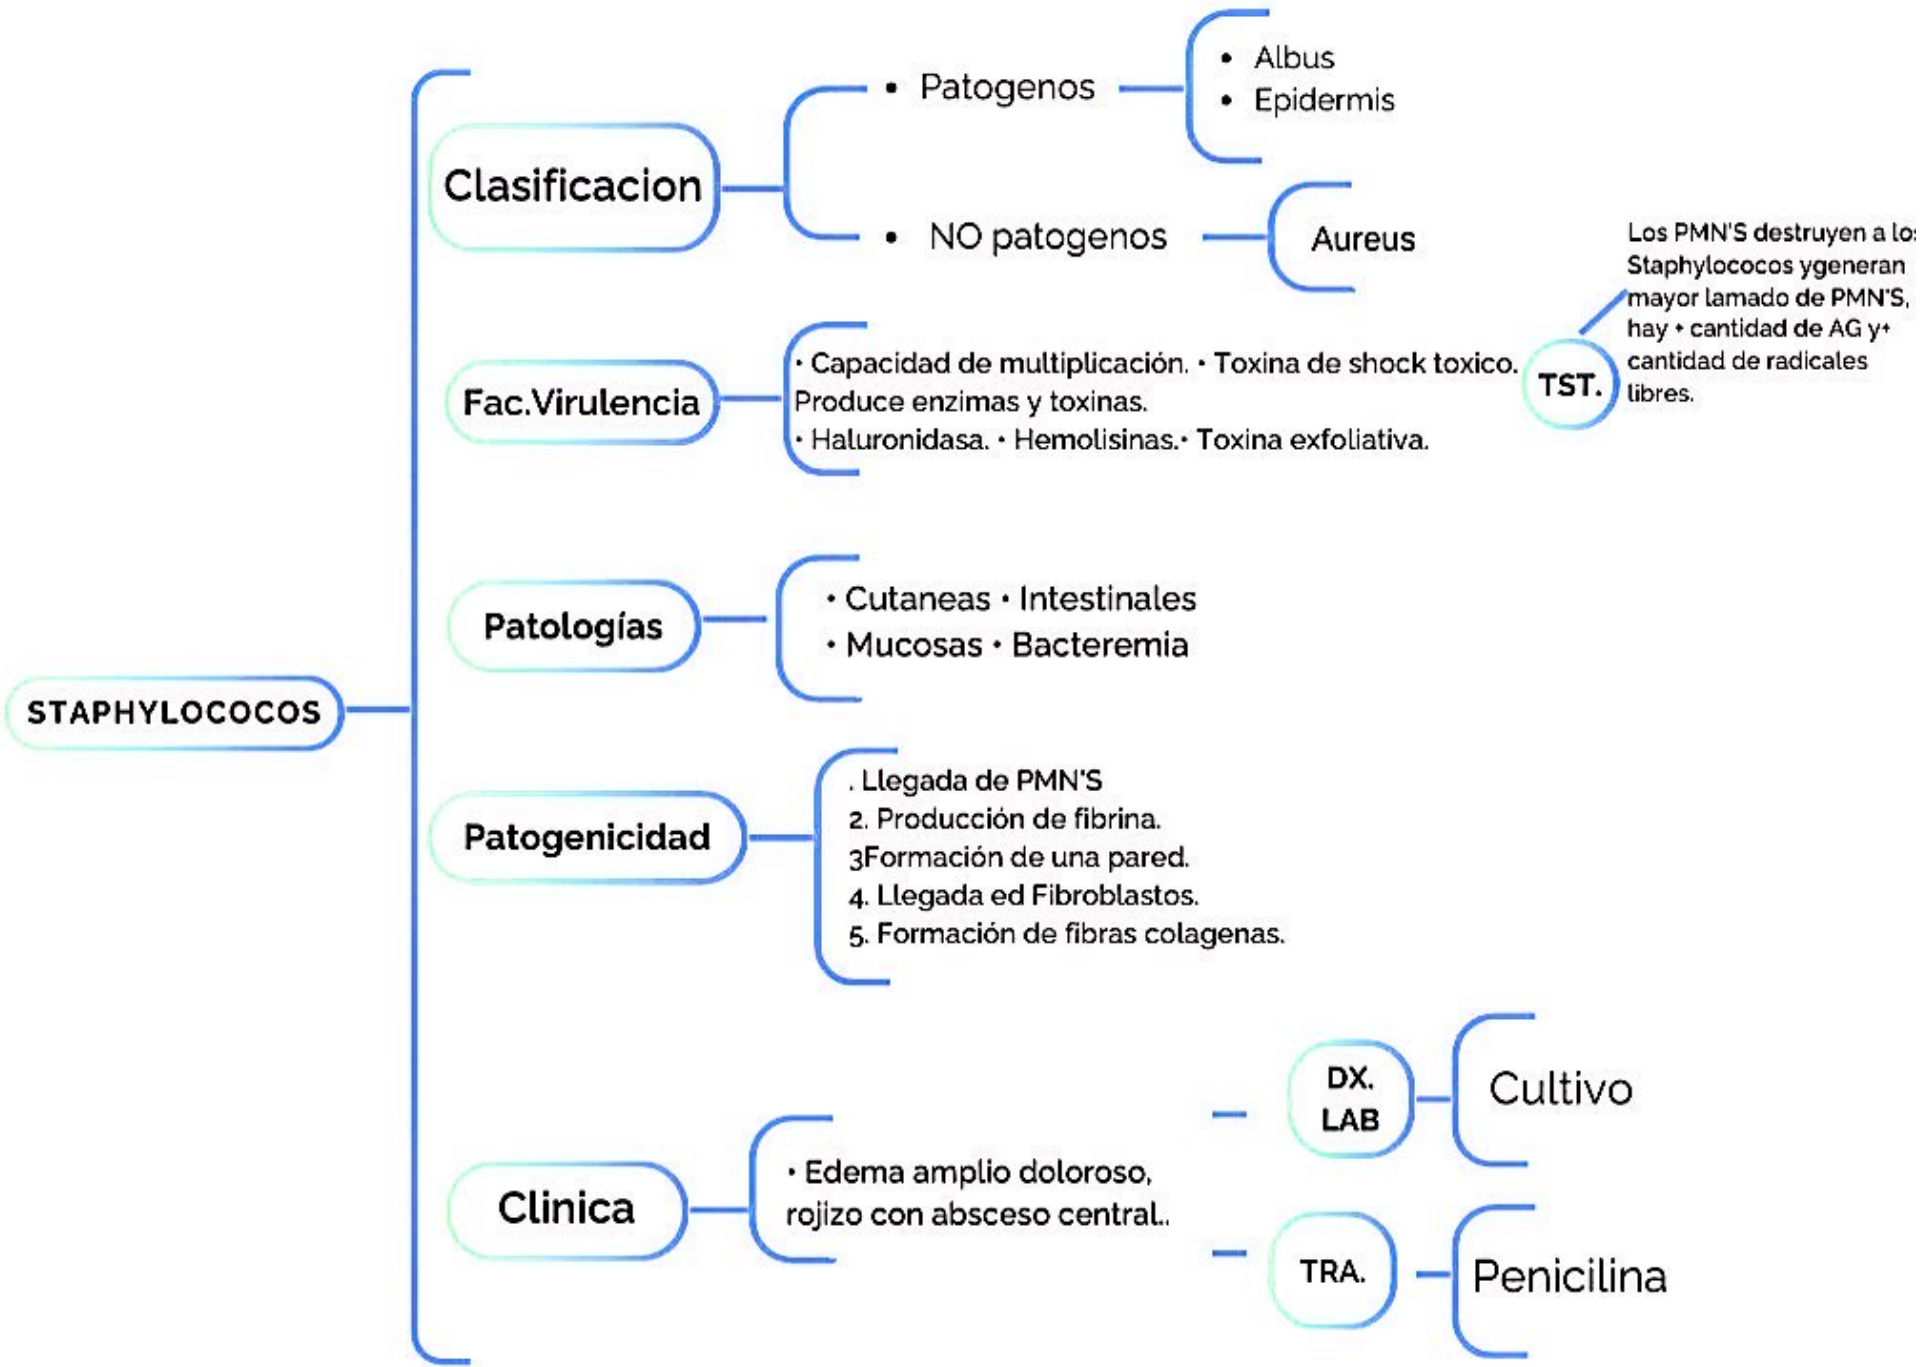 STAPHYLOCOCOS
Clasificacion
• Patogenos
• Albus
• Epidermis
• NO patogenos
Aureus
Fac.Virulencia
• Capacidad de multiplicación. • Toxina de shock toxico.
Produce enzimas y toxinas.
• Haluronidasa. • Hemolisinas.• Toxina exfoliativa.
TST.
Los PMN'S destruyen a los
Staphylococos ygeneran
mayor lamado de PMN'S,
hay + cantidad de AG y+
cantidad de radicales
libres.
Patologías
• Cutaneas • Intestinales
• Mucosas • Bacteremia
Patogenicidad
. Llegada de PMN'S
2. Producción de fibrina.
3Formación de una pared.
4. Llegada ed Fibroblastos.
5. Formación de fibras colagenas.
Clinica
• Edema amplio doloroso,
rojizo con absceso central..
DX.
LAB
Cultivo
TRA.
Penicilina